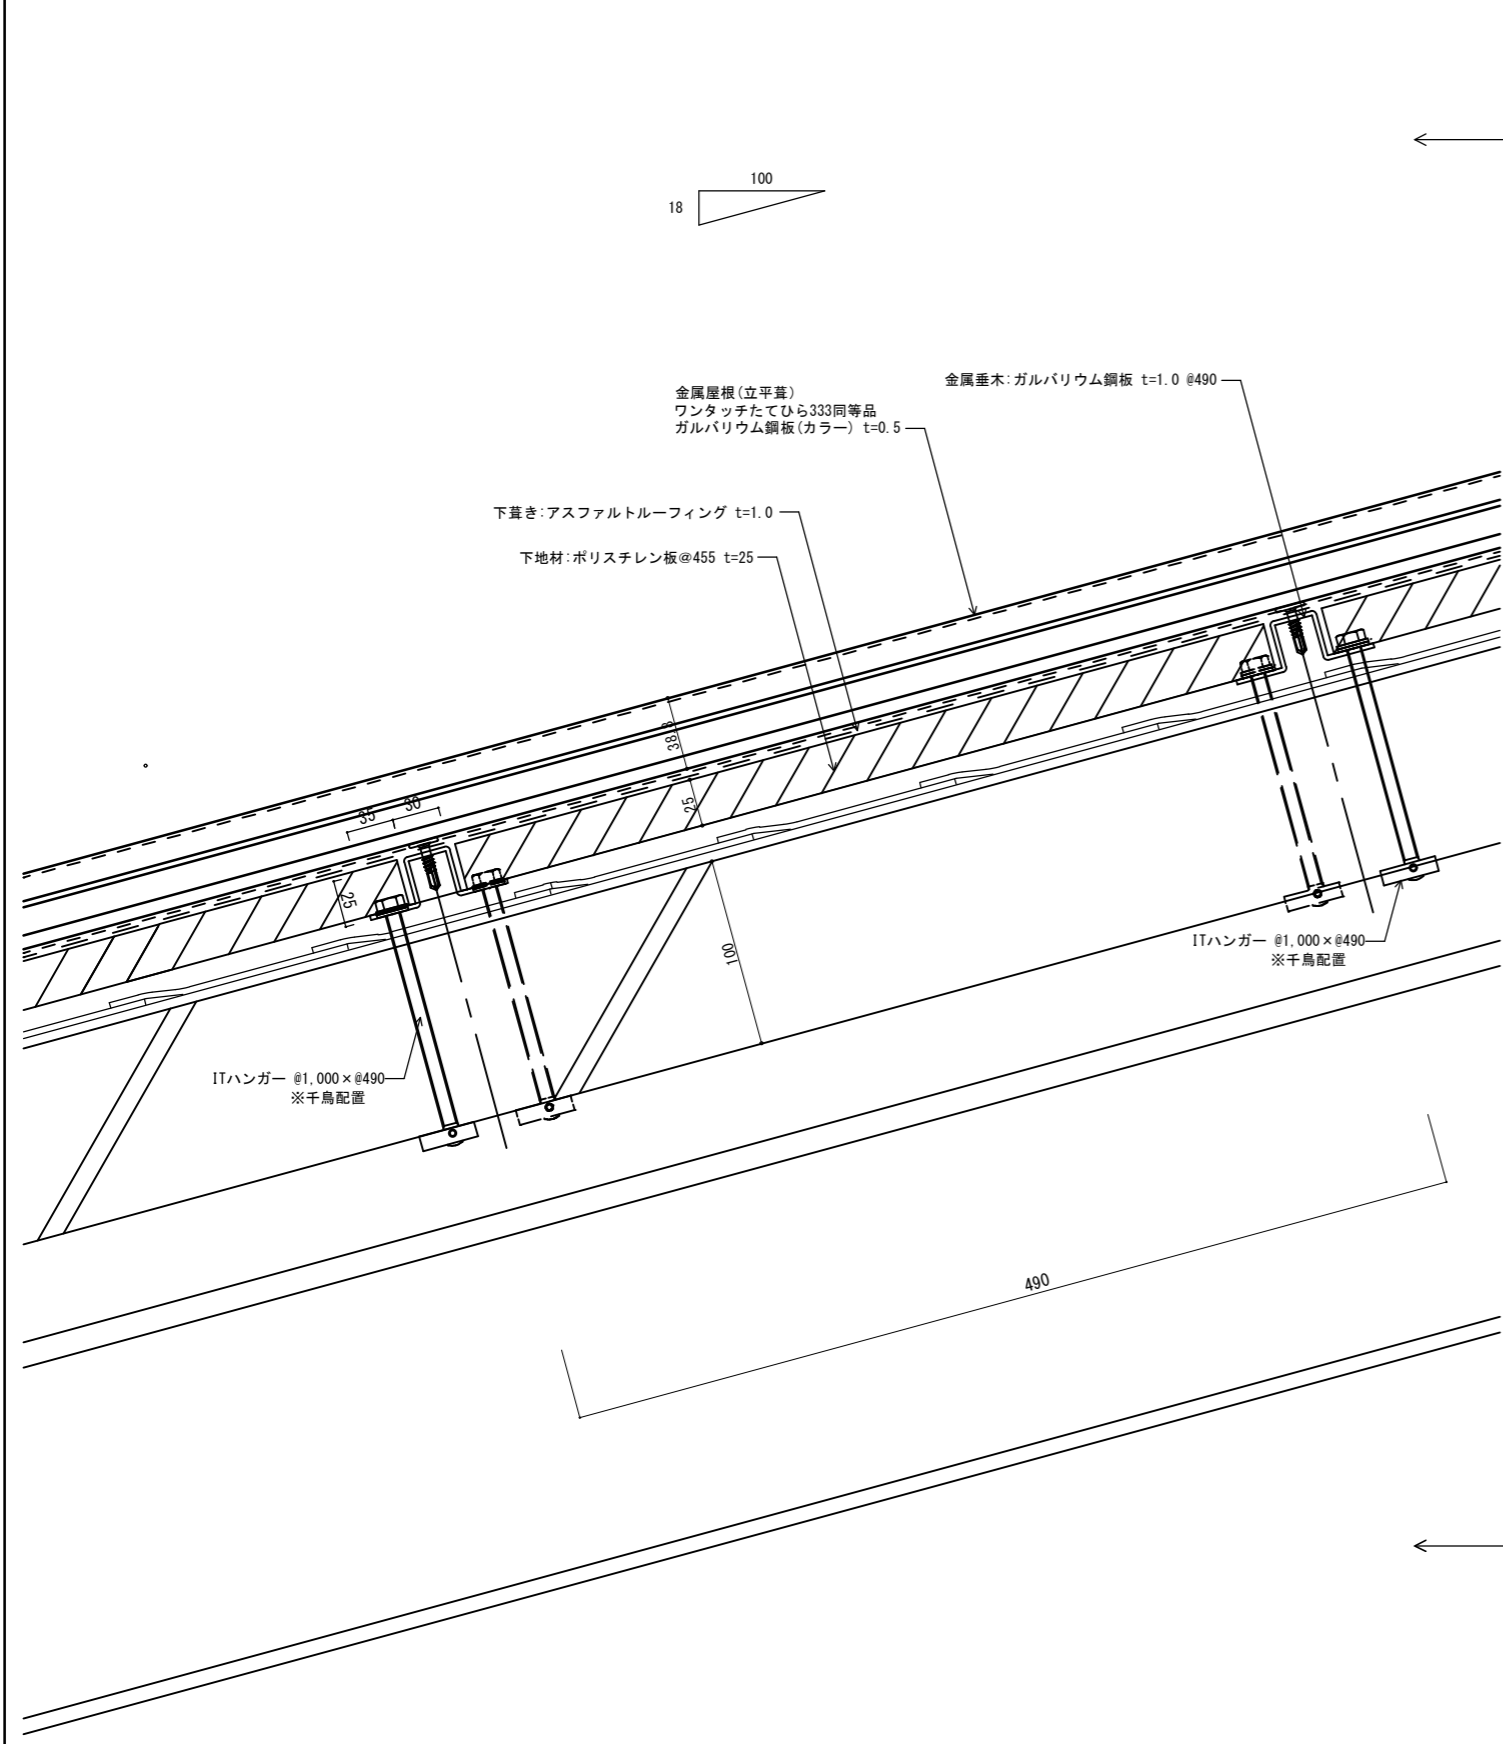 100
18
金属屋根(立平葺)
ワンタッチたてひら333同等品
ガルバリウム鋼板(カラー) t=0.5
金属垂木:ガルバリウム鋼板 t=1.0 @490
下葺き:アスファルトルーフィング t=1.0
下地材:ポリスチレン板@455 t=25
38.3
25
35
30
25
100
ITハンガー @1,000×@490
※千鳥配置
ITハンガー @1,000×@490
※千鳥配置
490